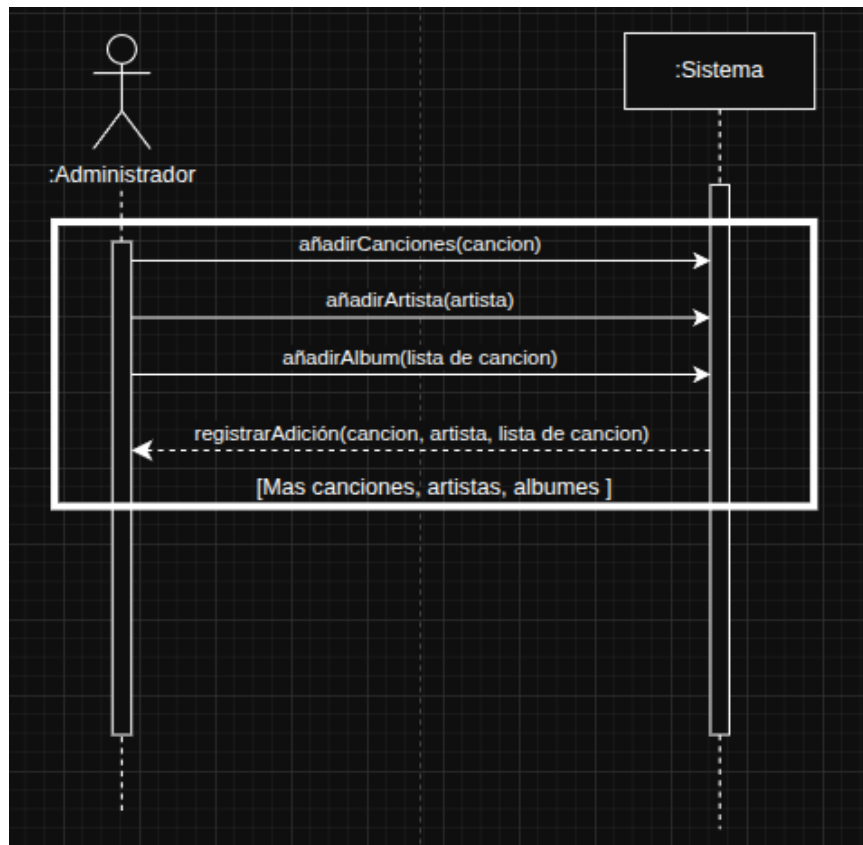 :Sistema
:Administrador
añadirCanciones(cancion)
añadirArtista(artista)
añadirAlbum(lista de cancion)
registrarAdición(cancion, artista, lista de cancion)
[Mas canciones, artistas, albumes ]